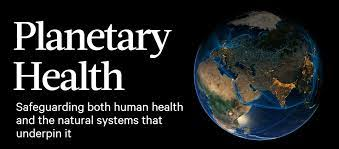 Planetary
Health
Safeguarding both human health
and the natural systems that
underpin it